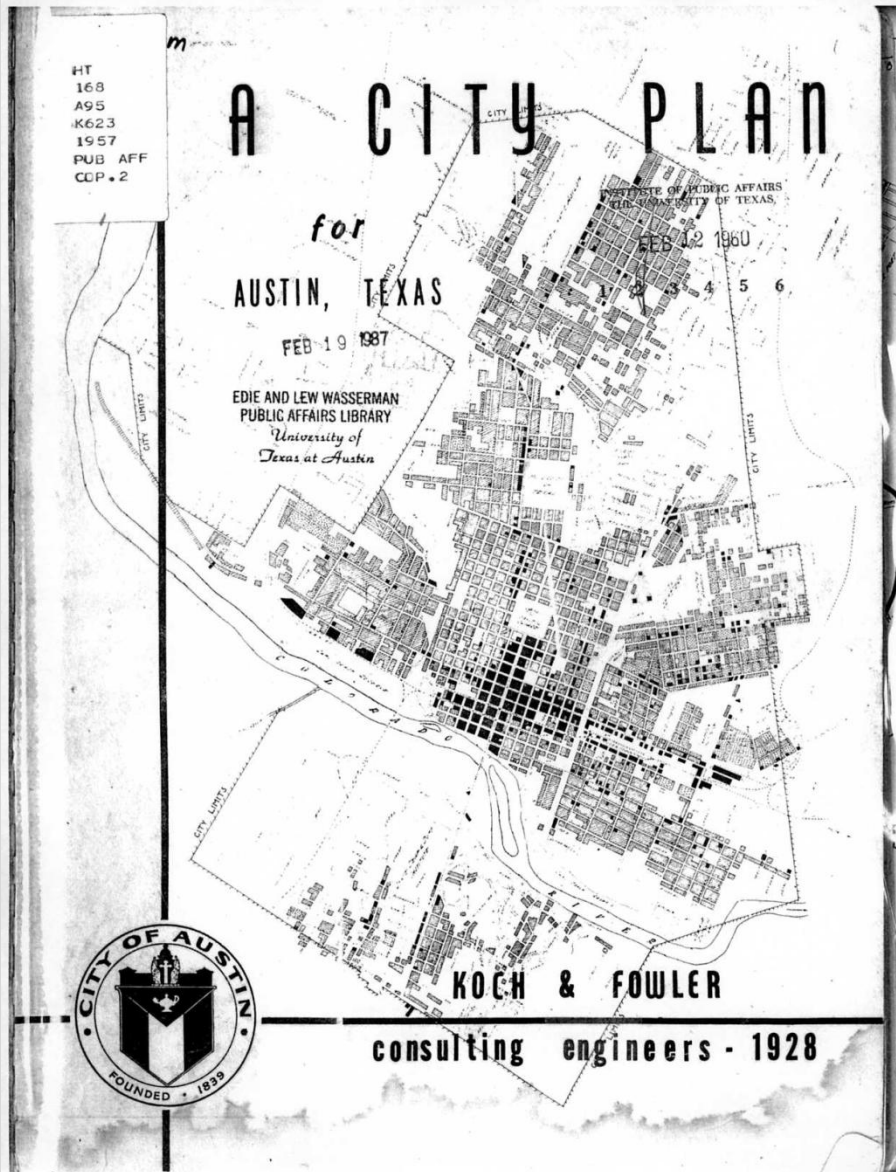 HT
168
A95
K623
1957
PUB AFF
COP.2
m
A CITY PLAN
for
AUSTIN, TEXAS
INSTITUTE OF PUBLIC AFFAIRS
THE UNIVERSITY OF TEXAS
FEB 12 1960
1 2 3 4 5 6
FEB 19 1987
EDIE AND LEW WASSERMAN
PUBLIC AFFAIRS LIBRARY
University of
Texas at Austin
CITY LIMITS
CITY LIMITS
CITY LIMITS
CITY LIMITS
CITY LIMITS
COLORADO
RIVER
LIMITS
KOCH & FOWLER
consulting engineers - 1928
CITY OF AUSTIN
FOUNDED • 1839